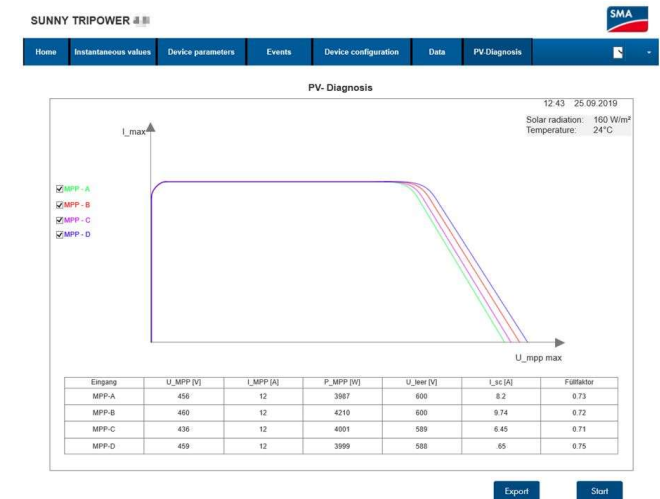 SUNNY TRIPOWER
SMA
Home Instantaneous values Device parameters Events Device configuration Data PV-Diagnosis
PV- Diagnosis
12:43 25.09.2019
Solar radiation: 160 W/m²
Temperature: 24°C
I_max
MPP - A
MPP - B
MPP - C
MPP - D
U_mpp max
Eingang U_MPP [V] I_MPP [A] P_MPP [W] U_leer [V] I_sc [A] Füllfaktor
MPP-A 456 12 3987 600 8.2 0.73
MPP-B 460 12 4210 600 9.74 0.72
MPP-C 436 12 4001 589 6.45 0.71
MPP-D 459 12 3999 588 .65 0.75
Export Start